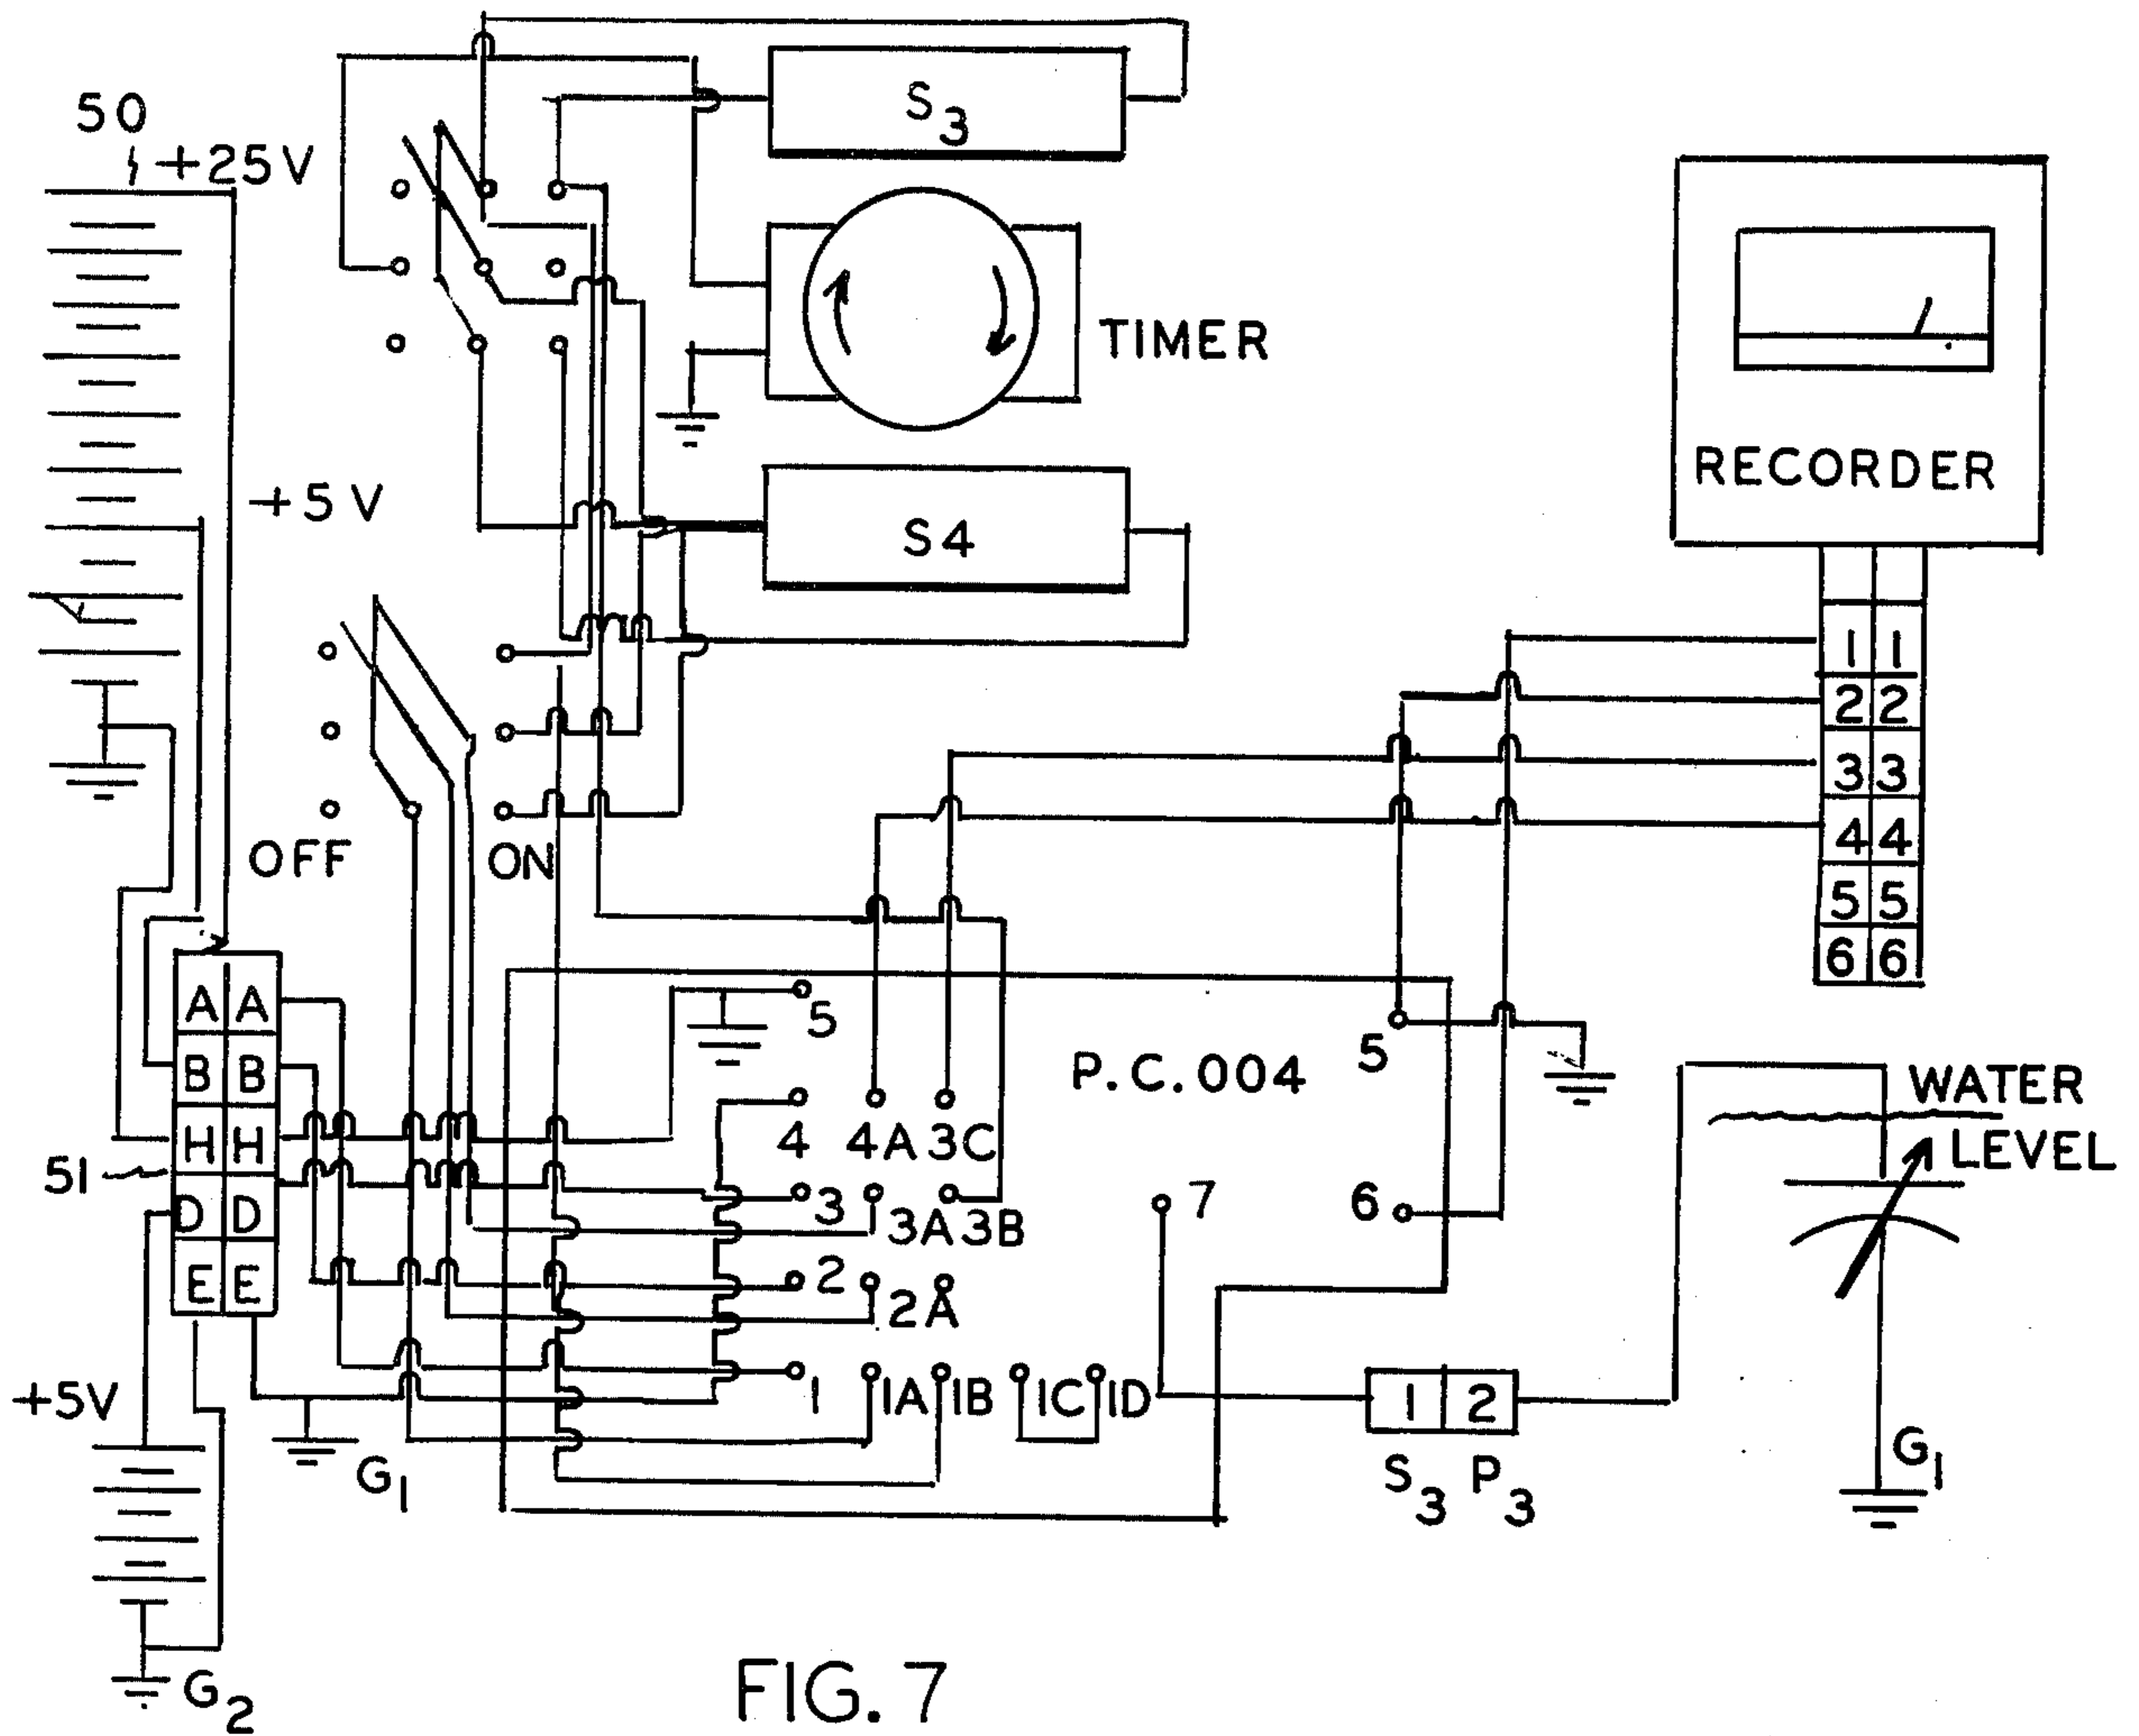 50
+25V
S3
TIMER
+5V
S4
RECORDER
1 1
2 2
3 3
4 4
5 5
6 6
OFF
ON
A A
B B
H H
51
D D
E E
5
P.C.004
5
WATER
LEVEL
4 4A 3C
3 3A 3B
7
6
2 2A
1 1A 1B 1C 1D
1 2
S3 P3
+5V
G1
G1
G2
FIG. 7